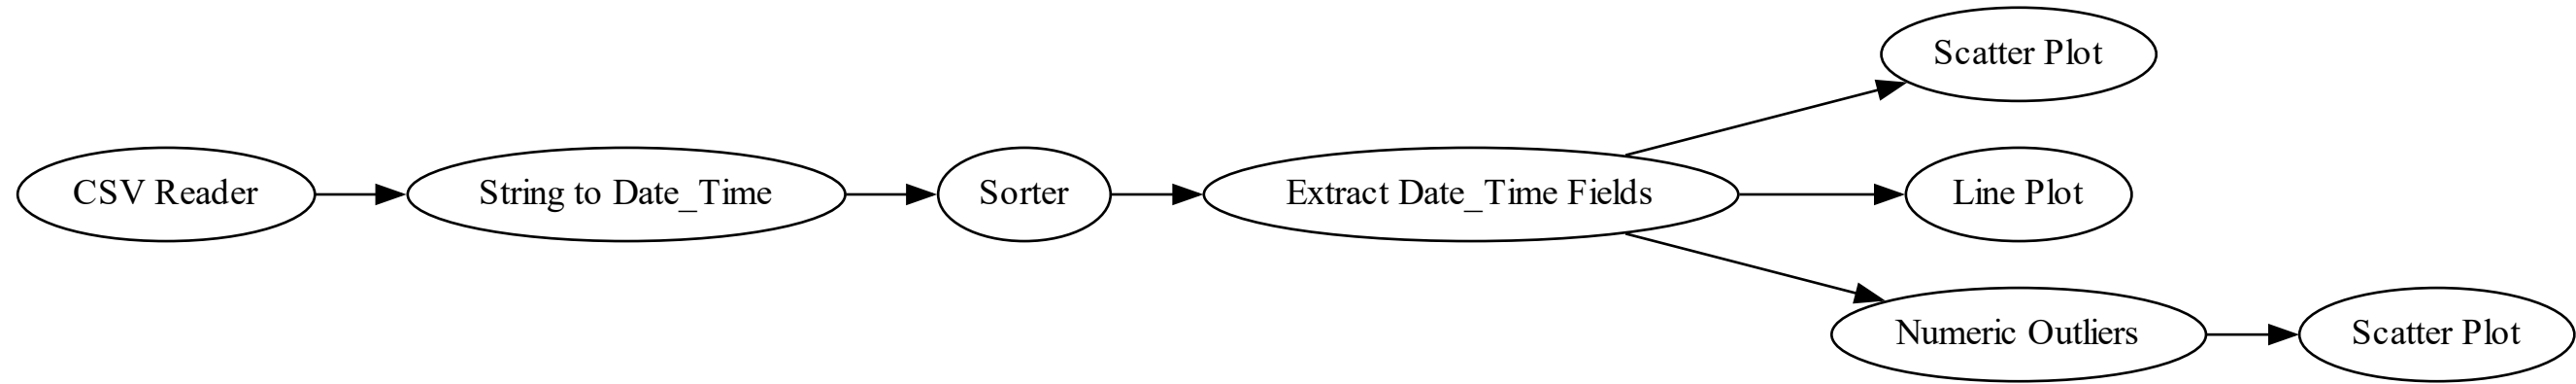 Scatter Plot
CSV Reader
String to Date_Time
Sorter
Extract Date_Time Fields
Line Plot
Numeric Outliers
Scatter Plot